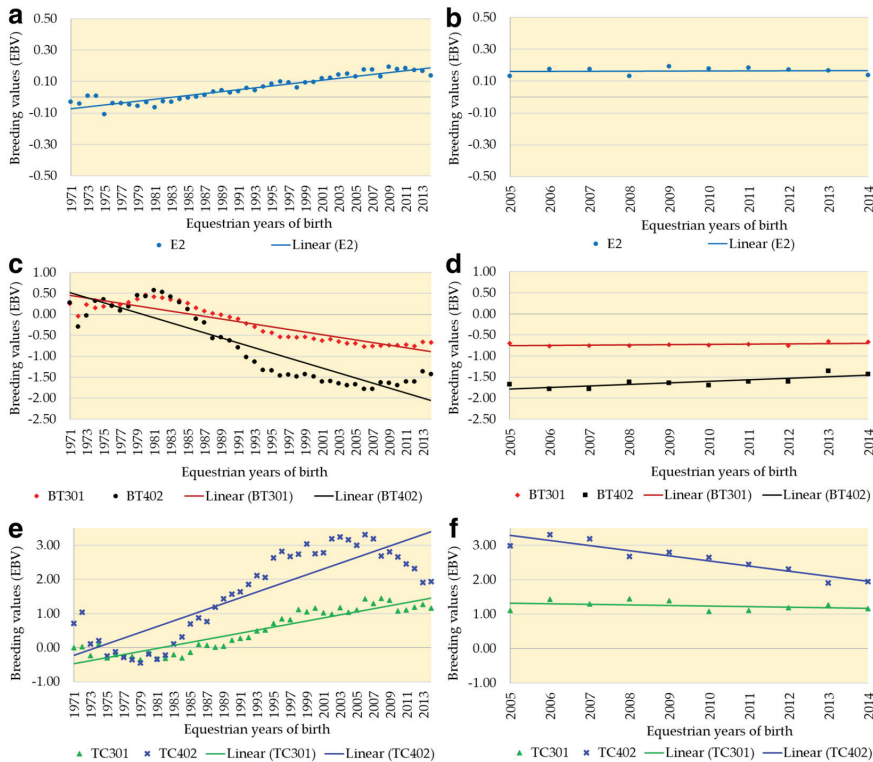 a
Breeding values (EBV)
0.50
0.30
0.10
-0.10
-0.30
-0.50
1971 1973 1975 1977 1979 1981 1983 1985 1987 1989 1991 1993 1995 1997 1999 2001 2003 2005 2007 2009 2011 2013
Equestrian years of birth
E2 Linear (E2)
b
Breeding values (EBV)
0.50
0.30
0.10
-0.10
-0.30
-0.50
2005 2006 2007 2008 2009 2010 2011 2012 2013 2014
Equestrian years of birth
E2 Linear (E2)
c
Breeding values (EBV)
1.00
0.50
0.00
-0.50
-1.00
-1.50
-2.00
-2.50
1971 1973 1975 1977 1979 1981 1983 1985 1987 1989 1991 1993 1995 1997 1999 2001 2003 2005 2007 2009 2011 2013
Equestrian years of birth
BT301 BT402 Linear (BT301) Linear (BT402)
d
Breeding values (EBV)
1.00
0.50
0.00
-0.50
-1.00
-1.50
-2.00
-2.50
2005 2006 2007 2008 2009 2010 2011 2012 2013 2014
Equestrian years of birth
BT301 BT402 Linear (BT301) Linear (BT402)
e
Breeding values (EBV)
3.00
2.00
1.00
0.00
-1.00
1971 1973 1975 1977 1979 1981 1983 1985 1987 1989 1991 1993 1995 1997 1999 2001 2003 2005 2007 2009 2011 2013
Equestrian years of birth
TC301 TC402 Linear (TC301) Linear (TC402)
f
Breeding values (EBV)
3.00
2.00
1.00
0.00
-1.00
2005 2006 2007 2008 2009 2010 2011 2012 2013 2014
Equestrian years of birth
TC301 TC402 Linear (TC301) Linear (TC402)